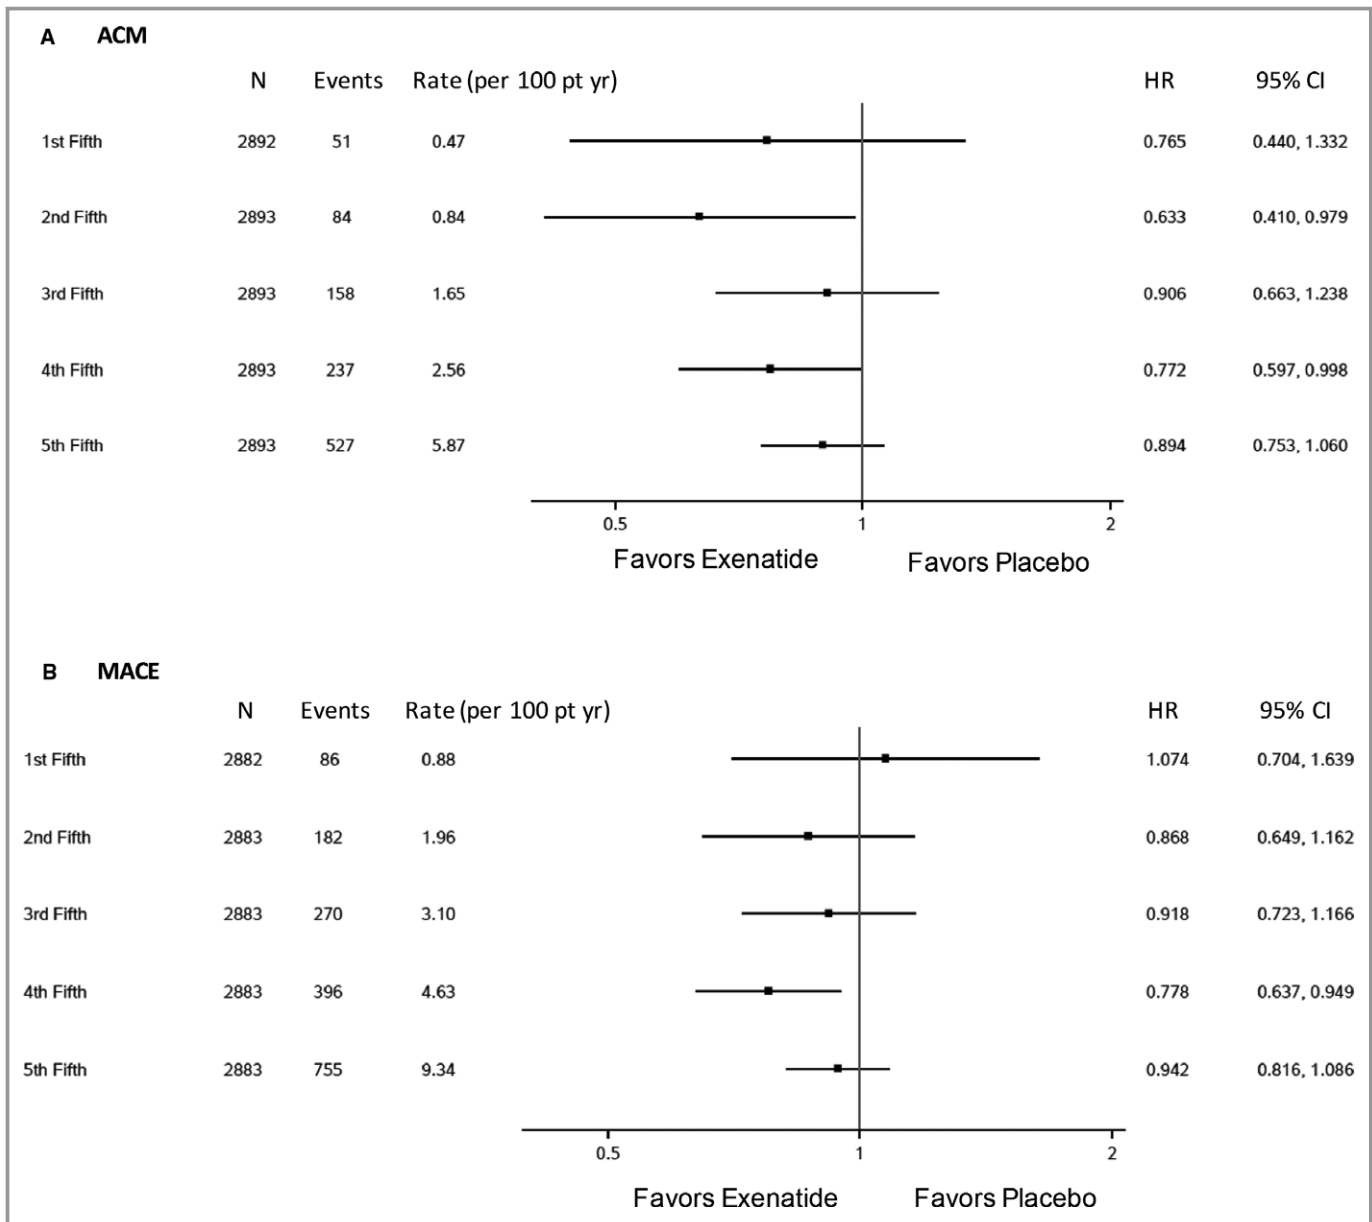 A ACM
N Events Rate (per 100 pt yr) HR 95% CI
1st Fifth 2892 51 0.47 0.765 0.440, 1.332
2nd Fifth 2893 84 0.84 0.633 0.410, 0.979
3rd Fifth 2893 158 1.65 0.906 0.663, 1.238
4th Fifth 2893 237 2.56 0.772 0.597, 0.998
5th Fifth 2893 527 5.87 0.894 0.753, 1.060
0.5 1 2
Favors Exenatide Favors Placebo
B MACE
N Events Rate (per 100 pt yr) HR 95% CI
1st Fifth 2882 86 0.88 1.074 0.704, 1.639
2nd Fifth 2883 182 1.96 0.868 0.649, 1.162
3rd Fifth 2883 270 3.10 0.918 0.723, 1.166
4th Fifth 2883 396 4.63 0.778 0.637, 0.949
5th Fifth 2883 755 9.34 0.942 0.816, 1.086
0.5 1 2
Favors Exenatide Favors Placebo